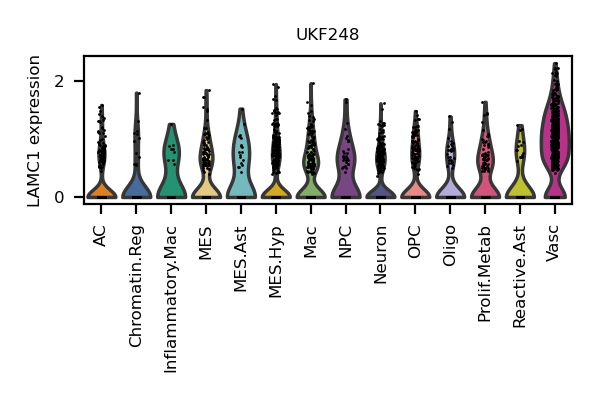 UKF248
LAMC1 expression
2
0
AC
Chromatin.Reg
Inflammatory.Mac
MES
MES.Ast
MES.Hyp
Mac
NPC
Neuron
OPC
Oligo
Prolif.Metab
Reactive.Ast
Vasc